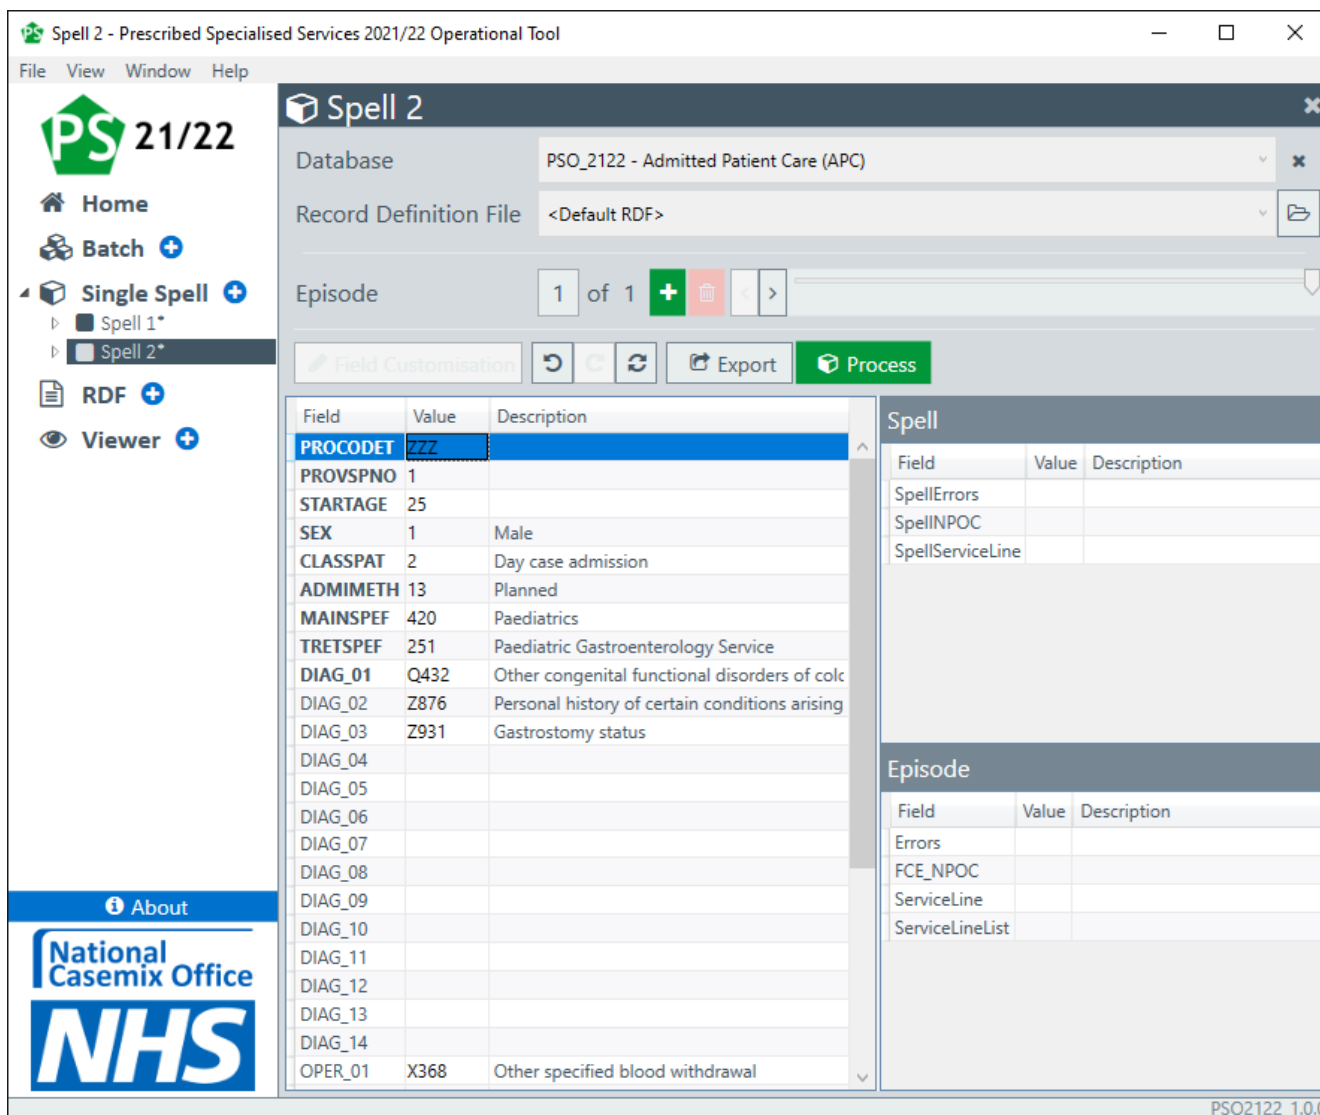 Spell 2 - Prescribed Specialised Services 2021/22 Operational Tool
File View Window Help
PS 21/22
Home
Batch
Single Spell
Spell 1*
Spell 2*
RDF
Viewer
About
National
Casemix Office
NHS
Spell 2
Database PSO_2122 - Admitted Patient Care (APC)
Record Definition File <Default RDF>
Episode 1 of 1
Field Customisation Export Process
Field Value Description
PROCODET ZZZ
PROVSPNO 1
STARTAGE 25
SEX 1 Male
CLASSPAT 2 Day case admission
ADMIMETH 13 Planned
MAINSPEF 420 Paediatrics
TRETSPEF 251 Paediatric Gastroenterology Service
DIAG_01 Q432 Other congenital functional disorders of colo
DIAG_02 Z876 Personal history of certain conditions arising
DIAG_03 Z931 Gastrostomy status
DIAG_04
DIAG_05
DIAG_06
DIAG_07
DIAG_08
DIAG_09
DIAG_10
DIAG_11
DIAG_12
DIAG_13
DIAG_14
OPER_01 X368 Other specified blood withdrawal
Spell
Field Value Description
SpellErrors
SpellNPOC
SpellServiceLine
Episode
Field Value Description
Errors
FCE_NPOC
ServiceLine
ServiceLineList
PSO2122 1.0.